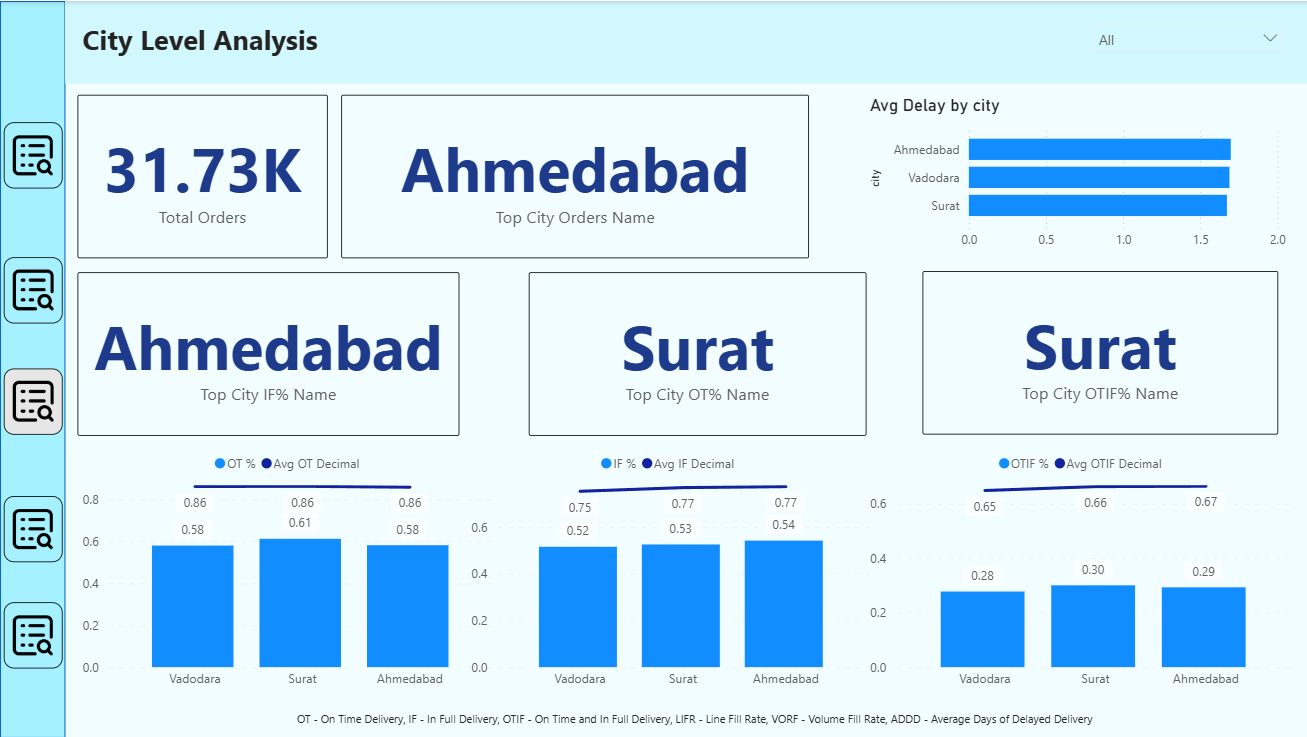 City Level Analysis
All
31.73K
Total Orders
Ahmedabad
Top City Orders Name
Avg Delay by city
city
Ahmedabad
Vadodara
Surat
0.0 0.5 1.0 1.5 2.0
Ahmedabad
Top City IF% Name
Surat
Top City OT% Name
Surat
Top City OTIF% Name
OT % Avg OT Decimal
0.8
0.6
0.4
0.2
0.0
0.86 0.86 0.86
0.58 0.61 0.58
Vadodara Surat Ahmedabad
IF % Avg IF Decimal
0.6
0.4
0.2
0.0
0.75 0.77 0.77
0.52 0.53 0.54
Vadodara Surat Ahmedabad
OTIF % Avg OTIF Decimal
0.6
0.4
0.2
0.0
0.65 0.66 0.67
0.28 0.30 0.29
Vadodara Surat Ahmedabad
OT - On Time Delivery, IF - In Full Delivery, OTIF - On Time and In Full Delivery, LIFR - Line Fill Rate, VORF - Volume Fill Rate, ADDD - Average Days of Delayed Delivery